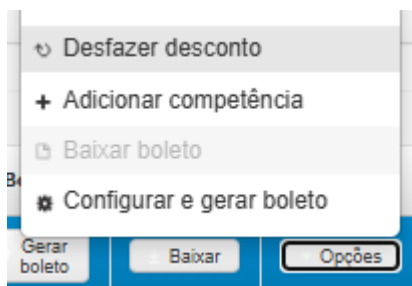 Desfazer desconto
Adicionar competência
Baixar boleto
Configurar e gerar boleto
Gerar
boleto
Baixar
Opções